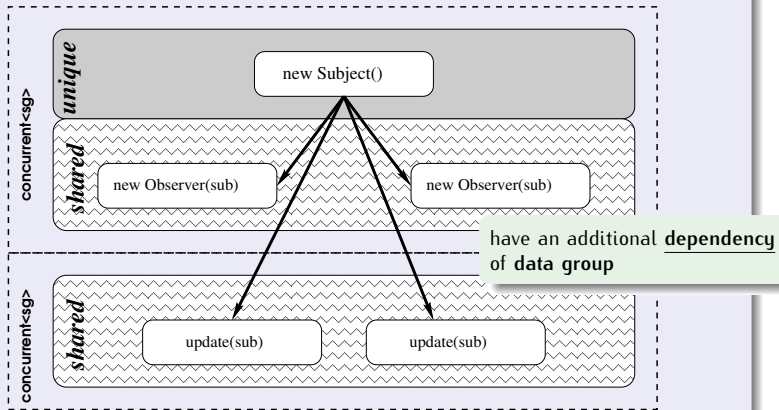 concurrent<sg>
unique
new Subject()
shared
new Observer(sub)
new Observer(sub)
have an additional dependency
of data group
concurrent<sg>
shared
update(sub)
update(sub)